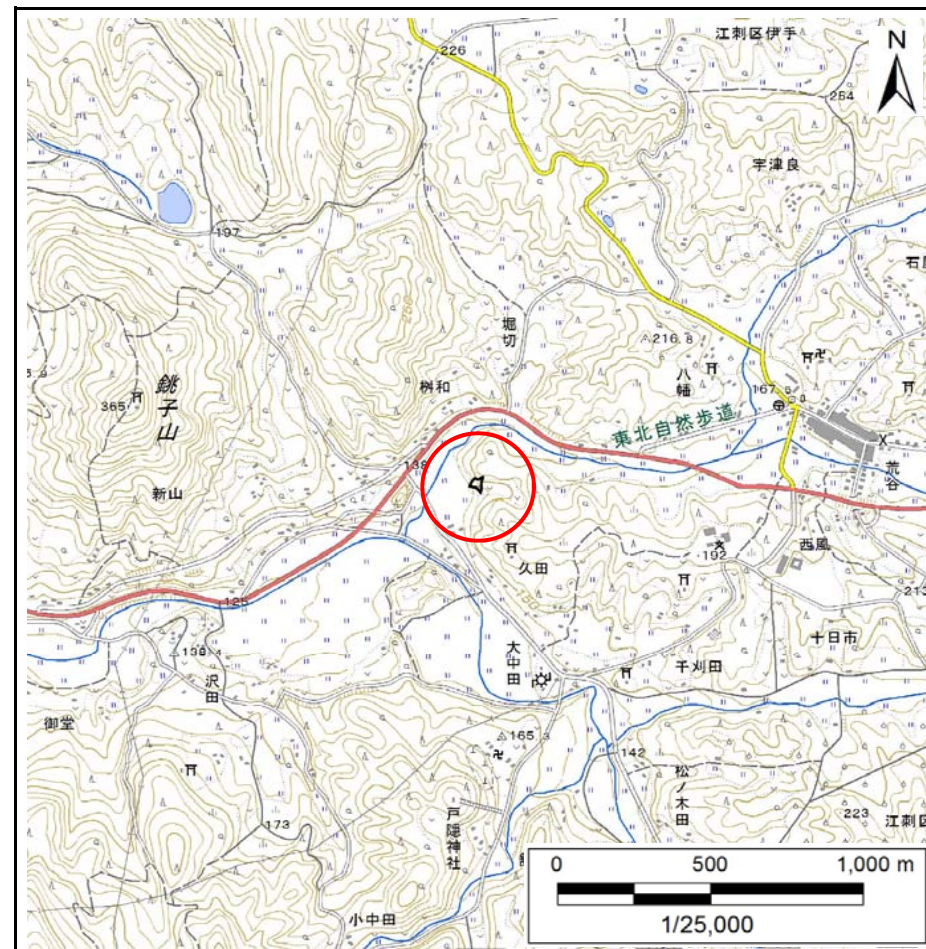 江刺区伊手
226
N
254
宇津良
197
石
堀切
216.8
八幡
167.5
桝和
銚子山
365
東北自然歩道
荒谷
138
新山
久田
192
西風
213
125
十日市
139.4
大中田
千刈田
沢田
御堂
165.3
142
松ノ木田
戸隠神社
173
223
江刺区
小中田
0 500 1,000 m
1/25,000